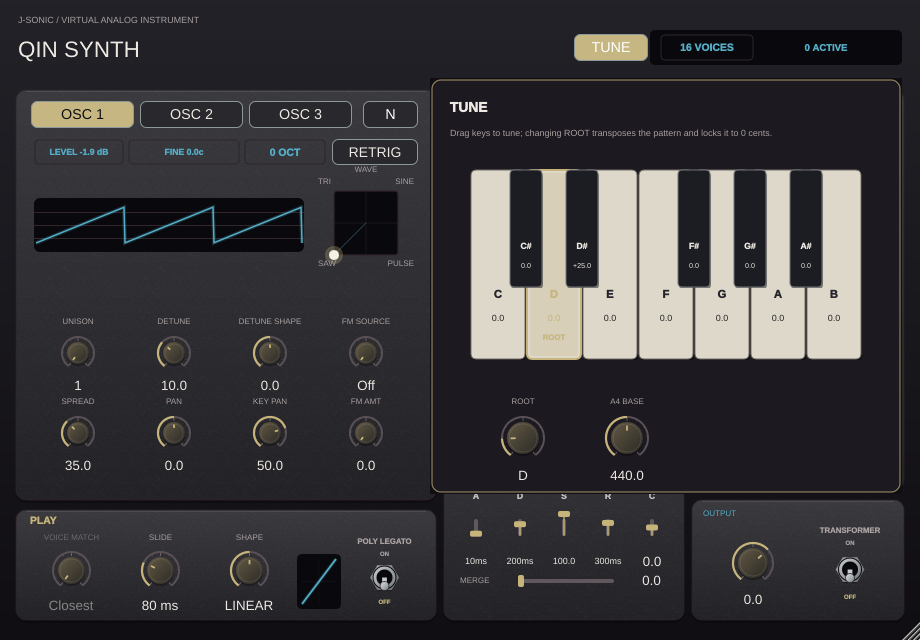 J-SONIC / VIRTUAL ANALOG INSTRUMENT
QIN SYNTH
TUNE
16 VOICES
0 ACTIVE
OSC 1
OSC 2
OSC 3
N
LEVEL -1.9 dB
FINE 0.0c
0 OCT
RETRIG
WAVE
TRI
SINE
SAW
PULSE
UNISON
DETUNE
DETUNE SHAPE
FM SOURCE
1
10.0
0.0
Off
SPREAD
PAN
KEY PAN
FM AMT
35.0
0.0
50.0
0.0
TUNE
Drag keys to tune; changing ROOT transposes the pattern and locks it to 0 cents.
C#
D#
F#
G#
A#
0.0
+25.0
0.0
0.0
0.0
C
D
E
F
G
A
B
0.0
0.0
0.0
0.0
0.0
0.0
0.0
ROOT
ROOT
A4 BASE
D
440.0
PLAY
VOICE MATCH
SLIDE
SHAPE
POLY LEGATO
ON
OFF
Closest
80 ms
LINEAR
A
D
S
R
C
10ms
200ms
100.0
300ms
0.0
MERGE
0.0
OUTPUT
0.0
TRANSFORMER
ON
OFF